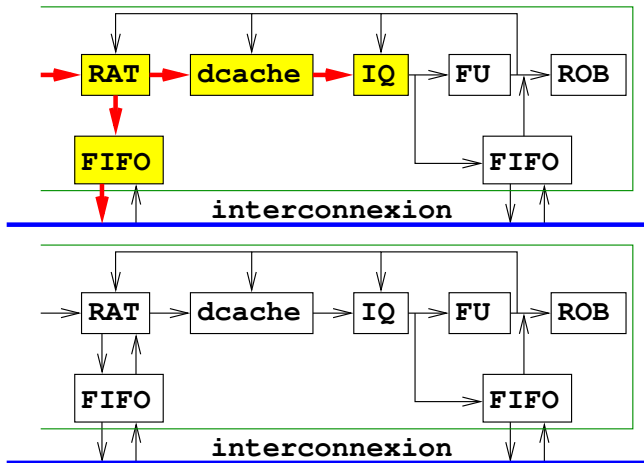 RAT dcache IQ FU ROB
FIFO FIFO
interconnexion
RAT dcache IQ FU ROB
FIFO FIFO
interconnexion